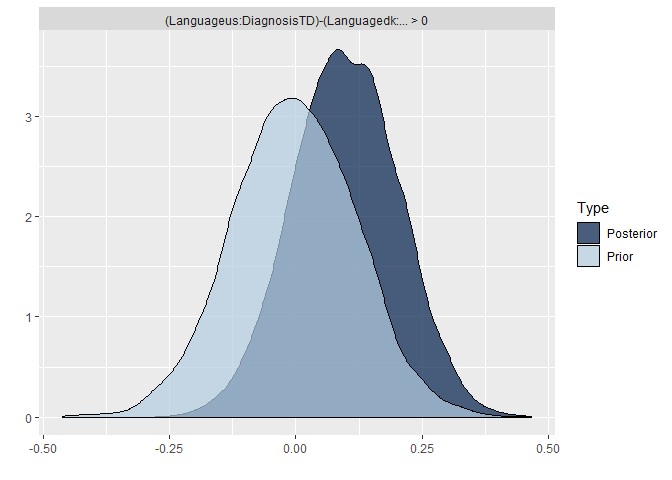 (Languageus:DiagnosisTD)-(Languagedk:... > 0
3
2
1
0
-0.50
-0.25
0.00
0.25
0.50
Type
Posterior
Prior